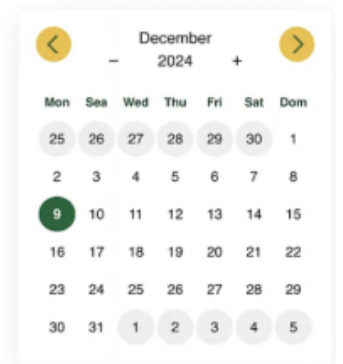 December
- 2024 +
Mon Sea Wed Thu Fri Sat Dom
25 26 27 28 29 30 1
2 3 4 5 6 7 8
9 10 11 12 13 14 15
16 17 18 19 20 21 22
23 24 25 26 27 28 29
30 31 1 2 3 4 5